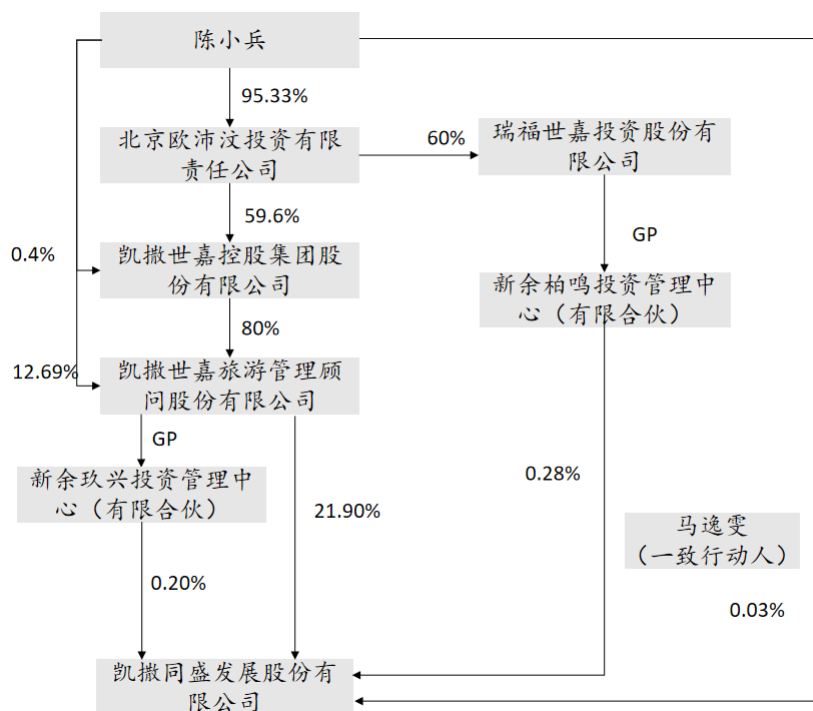 陈小兵
95.33%
北京欧沛汶投资有限
责任公司
60%
瑞福世嘉投资股份有
限公司
59.6%
GP
0.4%
凯撒世嘉控股集团股
份有限公司
新余柏鸣投资管理中
心（有限合伙）
80%
12.69%
凯撒世嘉旅游管理顾
问股份有限公司
GP
新余玖兴投资管理中
心（有限合伙）
0.28%
21.90%
马逸雯
（一致行动人）
0.20%
0.03%
凯撒同盛发展股份有
限公司